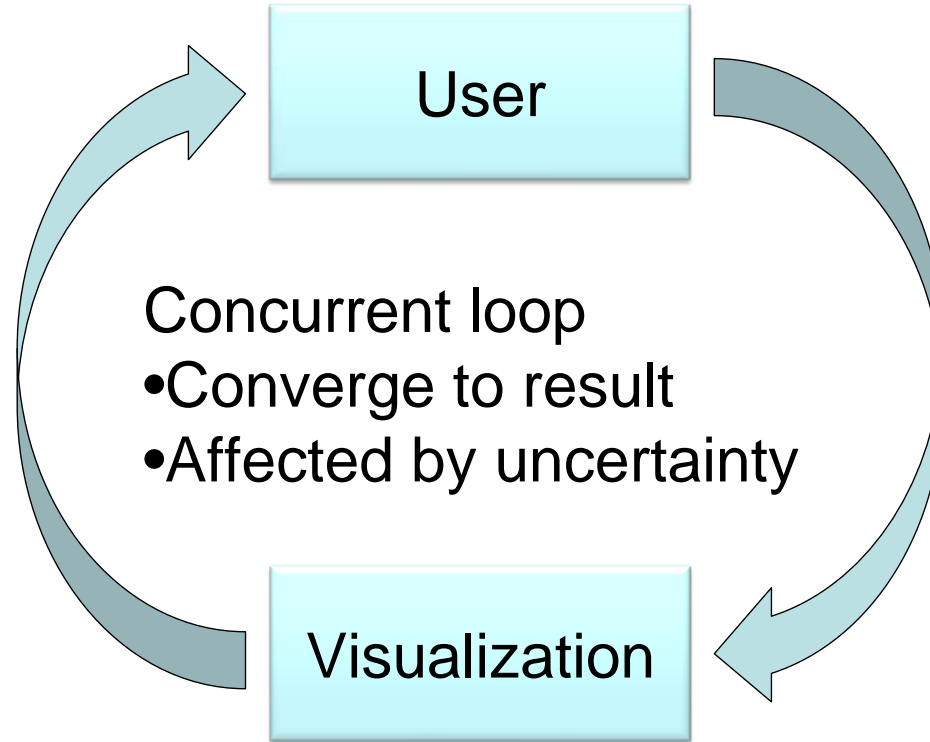 User
Concurrent loop
•Converge to result
•Affected by uncertainty
Visualization